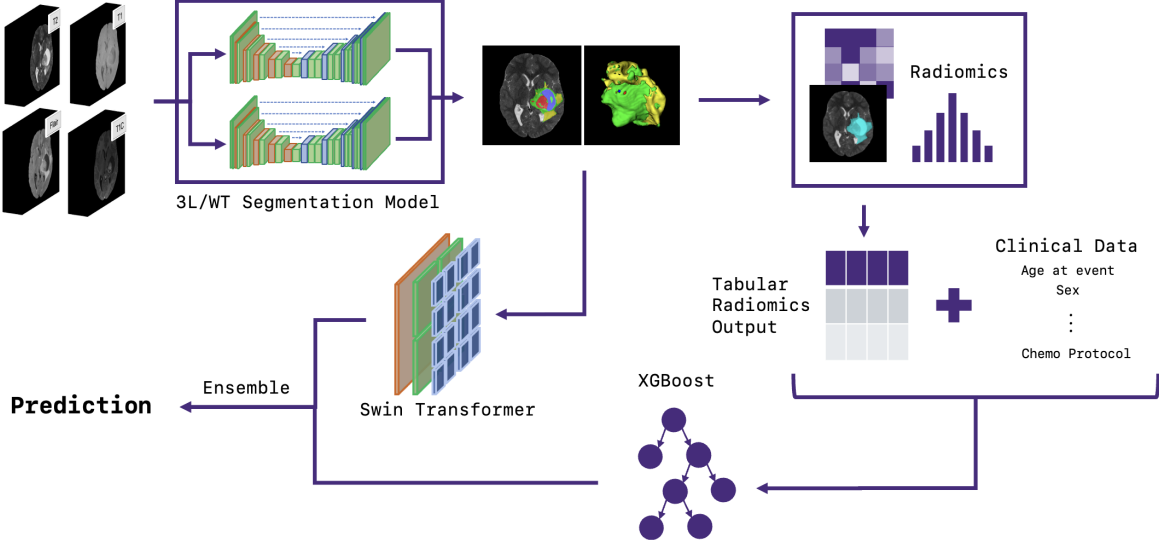 T2
T1
Flair
T1C
3L/WT Segmentation Model
Radiomics
Clinical Data
Age at event
Sex
Chemo Protocol
Tabular
Radiomics
Output
XGBoost
Swin Transformer
Ensemble
Prediction